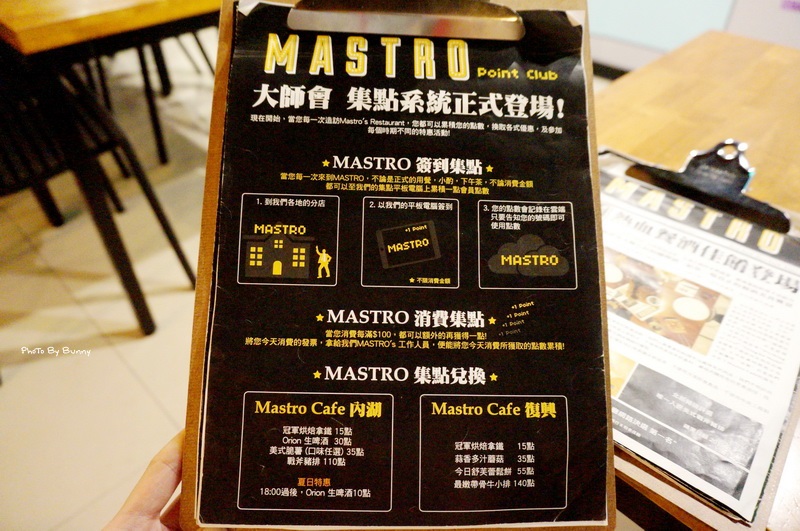 MASTRO Point Club
大師會 集點系統正式登場!
現在開始,當您每一次造訪Mastro's Restaurant,您都可以累積您的點數,換取各式優惠,及參加
每個時期不同的特惠活動!
MASTRO 簽到集點
當您每一次來到MASTRO,不論是正式的用餐,小酌,下午茶,不論消費金額
都可以至我們的集點平板電腦上累積一點會員點數
1. 到我們各地的分店
MASTRO
2. 以我們的平板電腦簽到
+1 Point
MASTRO
不限消費金額
3. 您的點數會記錄在雲端
只要告知您的號碼即可
使用點數
MASTRO
MASTRO 消費集點
+1 Point
+1 Point
+1 Point
當您消費每滿$100,都可以額外的再獲得一點!
將您今天消費的發票,拿給我們MASTRO's 工作人員,便能將您今天消費所獲取的點數累積!
MASTRO 集點兌換
Mastro Cafe 內湖
冠軍烘焙拿鐵 15點
Orion 生啤酒 30點
美式脆薯 (口味任選) 35點
戰斧豬排 110點
夏日特惠
18:00過後,Orion 生啤酒10點
Mastro Cafe 復興
冠軍烘焙拿鐵 15點
蒜香多汁蘑菇 35點
今日舒芙蕾鬆餅 55點
最嫩帶骨牛小排 140點
PhoTo By Bunny
MASTRO